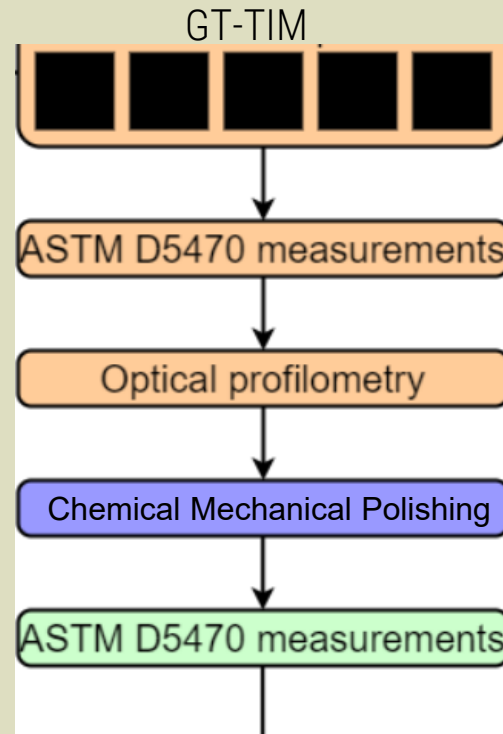 GT-TIM
ASTM D5470 measurements
Optical profilometry
Chemical Mechanical Polishing
ASTM D5470 measurements